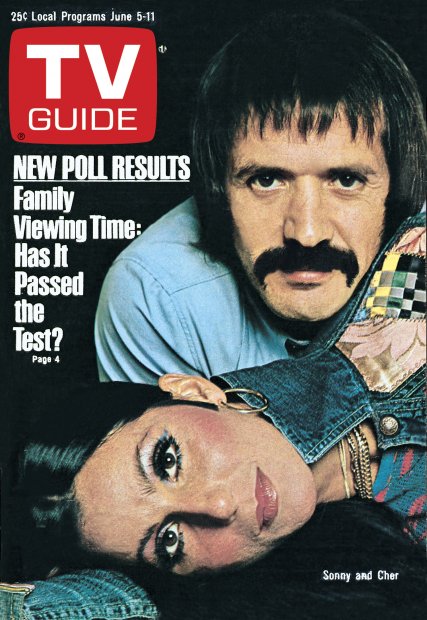 25¢ Local Programs June 5-11
TV
GUIDE
®
NEW POLL RESULTS
Family
Viewing Time:
Has It
Passed
the
Test?
Page 4
Sonny and Cher